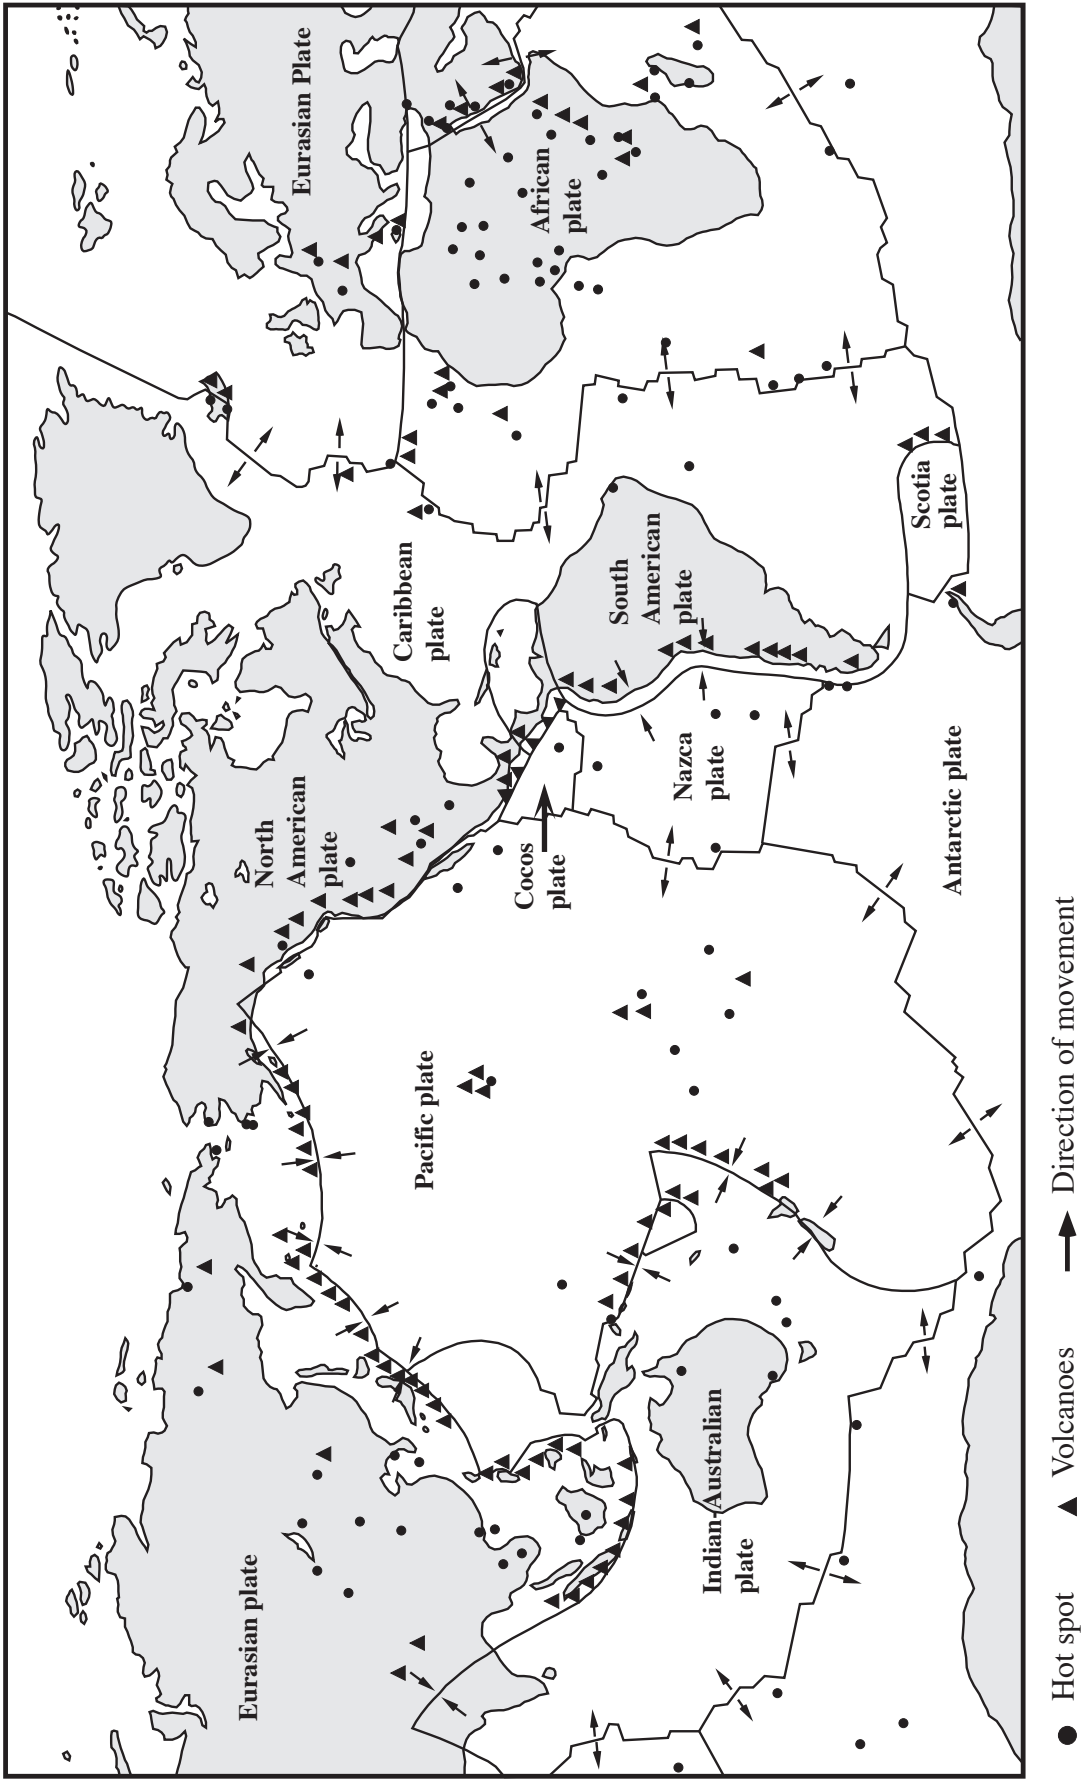 Eurasian plate
Eurasian Plate
North
American
plate
Caribbean
plate
Pacific plate
Cocos
plate
African
plate
South
American
plate
Nazca
plate
Indian-Australian
plate
Scotia
plate
Antarctic plate
Hot spot
Volcanoes
Direction of movement